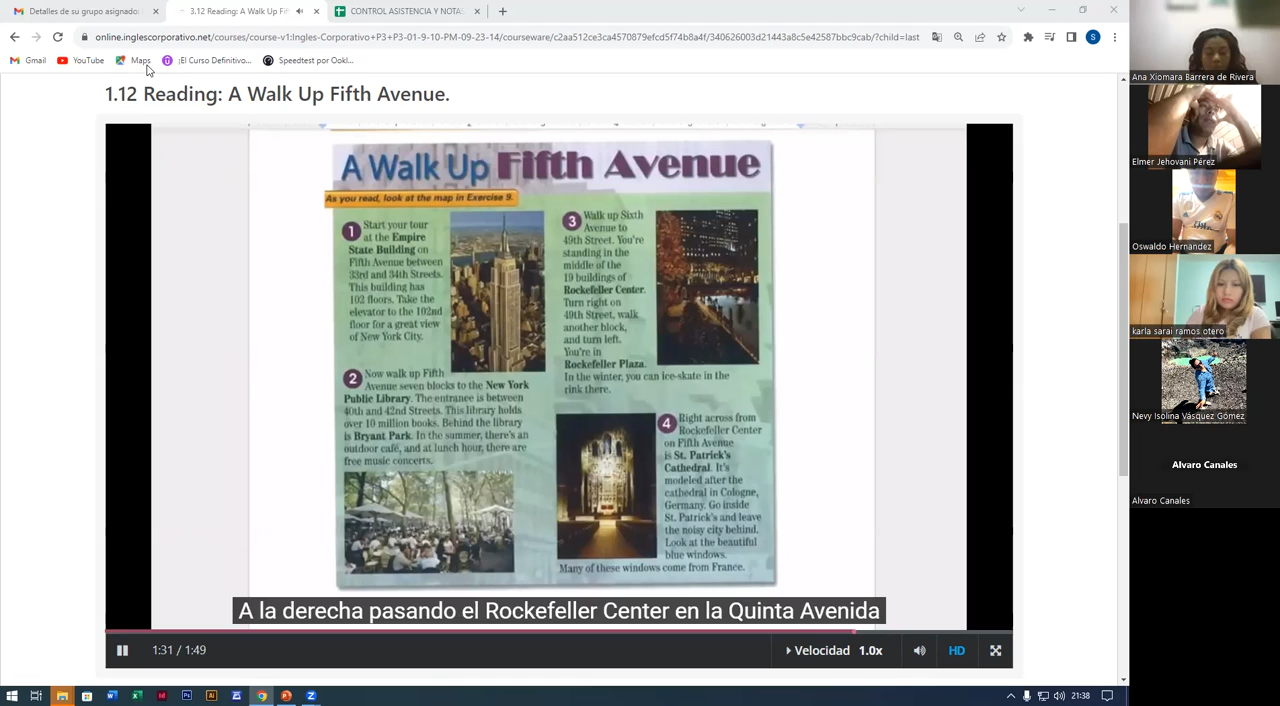 Detalles de su grupo asignado:
3.12 Reading: A Walk Up Fif
CONTROL ASISTENCIA Y NOTA
online.inglescorporativo.net/courses/course-v1:Ingles-Corporativo+P3+P3-01-9-10-PM-09-23-14/courseware/c2aa512ce3ca4570879efcd5f74b8a4f/340626003d21443a8c5e42587bbc9cab/?child=last
S
Gmail
YouTube
Maps
¡El Curso Definitivo...
Speedtest por Ookl...
1.12 Reading: A Walk Up Fifth Avenue.
A Walk Up Fifth Avenue
As you read, look at the map in Exercise 9.
1 Start your tour
at the Empire
State Building on
Fifth Avenue between
33rd and 34th Streets.
This building has
102 floors. Take the
elevator to the 102nd
floor for a great view
of New York City.
2 Now walk up Fifth
Avenue seven blocks to the New York
Public Library. The entrance is between
40th and 42nd Streets. This library holds
over 10 million books. Behind the library
is Bryant Park. In the summer, there's an
outdoor café, and at lunch hour, there are
free music concerts.
3 Walk up Sixth
Avenue to
49th Street. You're
standing in the
middle of the
19 buildings of
Rockefeller Center.
Turn right on
49th Street, walk
another block,
and turn left.
You're in
Rockefeller Plaza.
In the winter, you can ice-skate in the
rink there.
4 Right across from
Rockefeller Center
on Fifth Avenue
is St. Patrick's
Cathedral. It's
modeled after the
cathedral in Cologne,
Germany. Go inside
St. Patrick's and leave
the noisy city behind.
Look at the beautiful
blue windows.
Many of these windows come from France.
A la derecha pasando el Rockefeller Center en la Quinta Avenida
1:31 / 1:49
Velocidad 1.0x
HD
21:38
Ana Xiomara Barrera de Rivera
Elmer Jehovani Pérez
Oswaldo Hernandez
karla sarai ramos otero
Nevy Isolina Vásquez Gómez
Alvaro Canales
Alvaro Canales